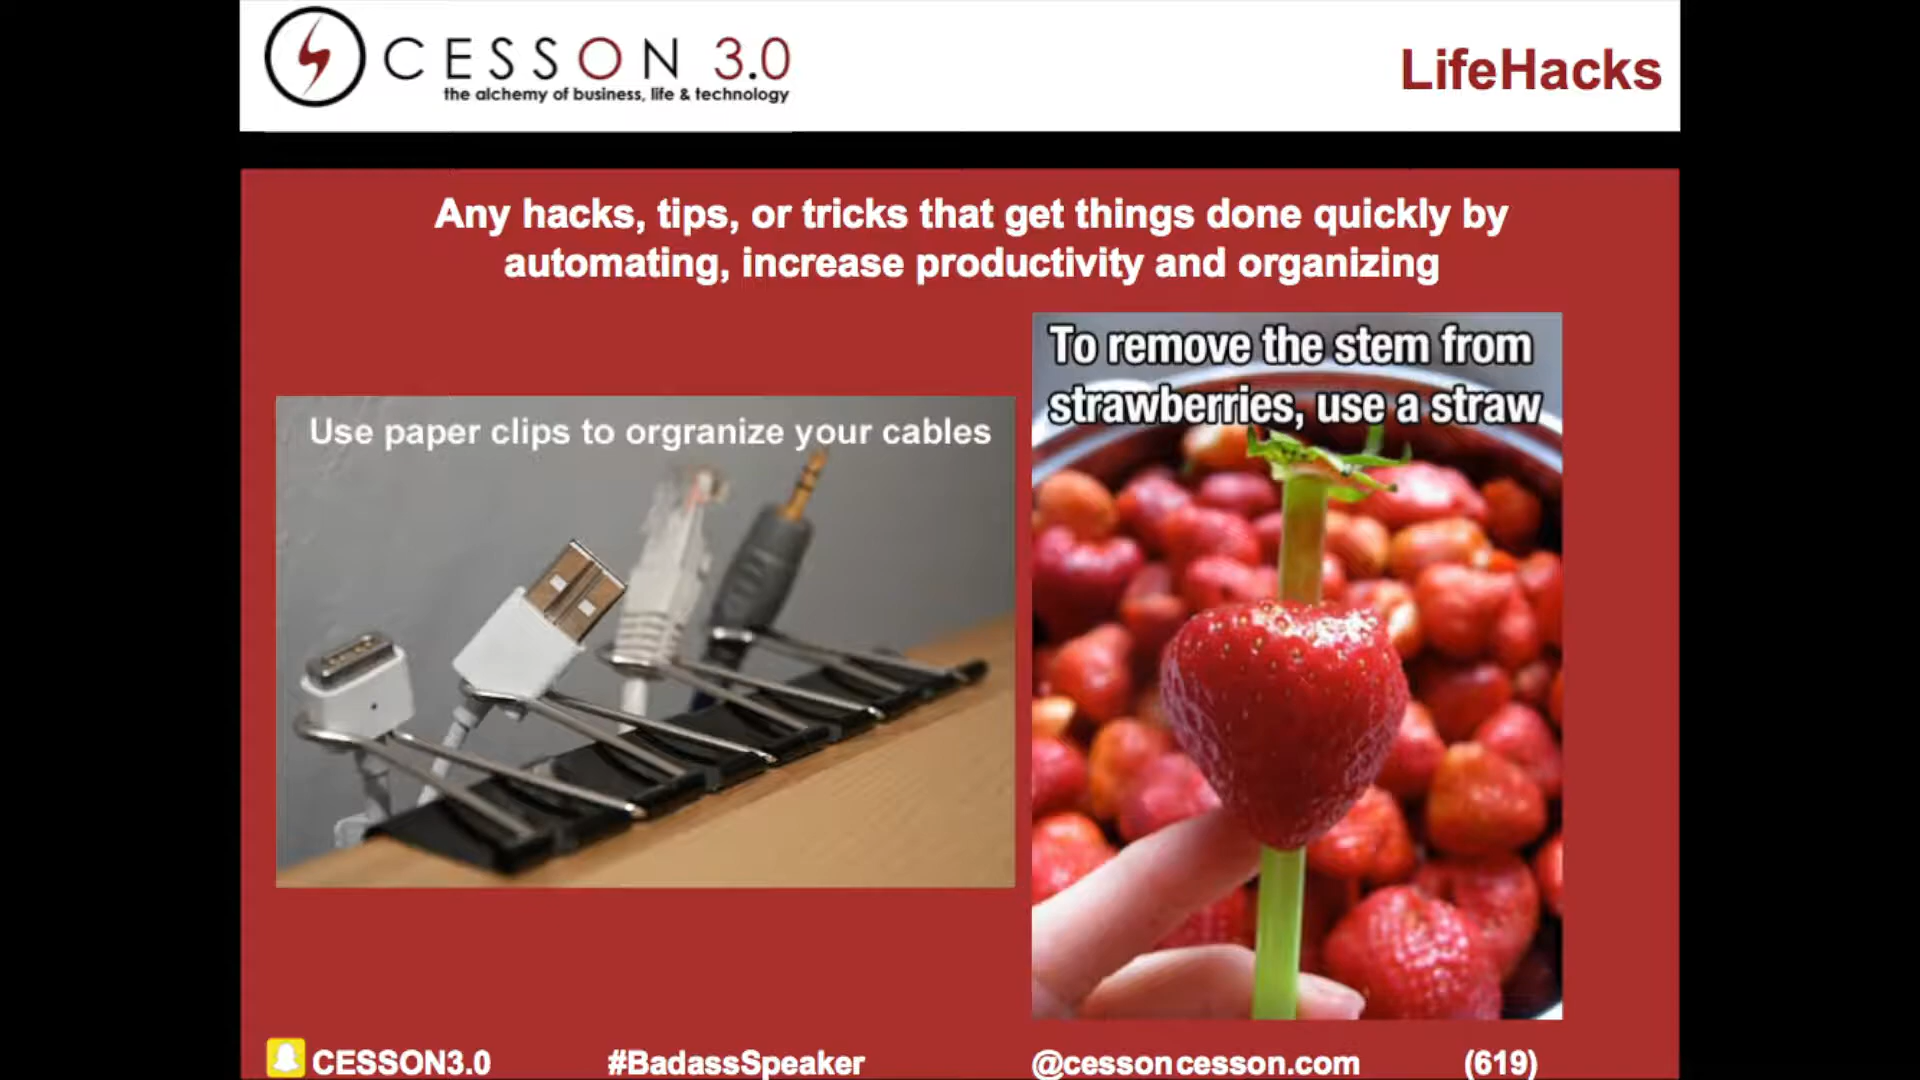 CESSON 3.0
the alchemy of business, life & technology
LifeHacks
Any hacks, tips, or tricks that get things done quickly by
automating, increase productivity and organizing
Use paper clips to orgranize your cables
To remove the stem from
strawberries, use a straw
CESSON3.0 #BadassSpeaker @cessoncesson.com (619)